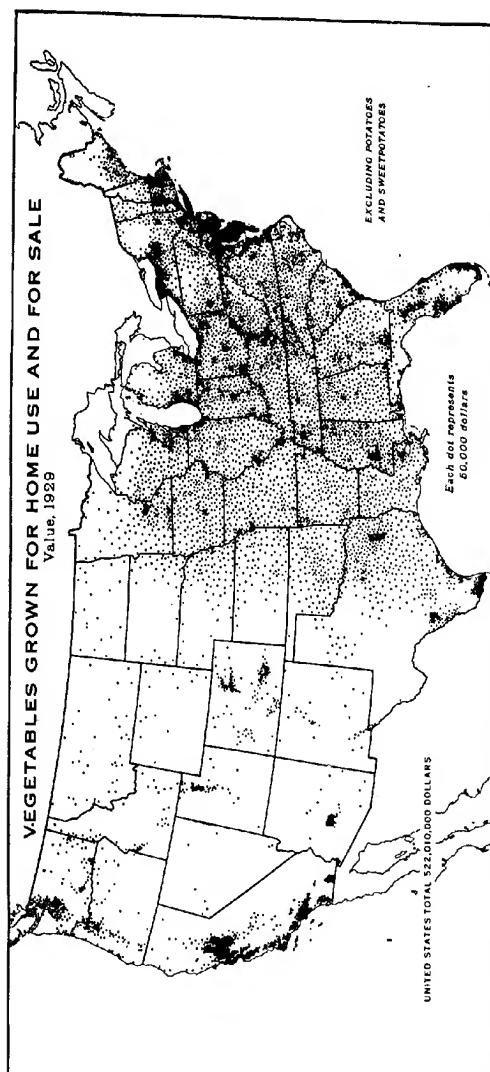 VEGETABLES GROWN FOR HOME USE AND FOR SALE
Value, 1929
EXCLUDING POTATOES
AND SWEETPOTATOES
Each dot represents
50,000 dollars
UNITED STATES TOTAL 522,010,000 DOLLARS